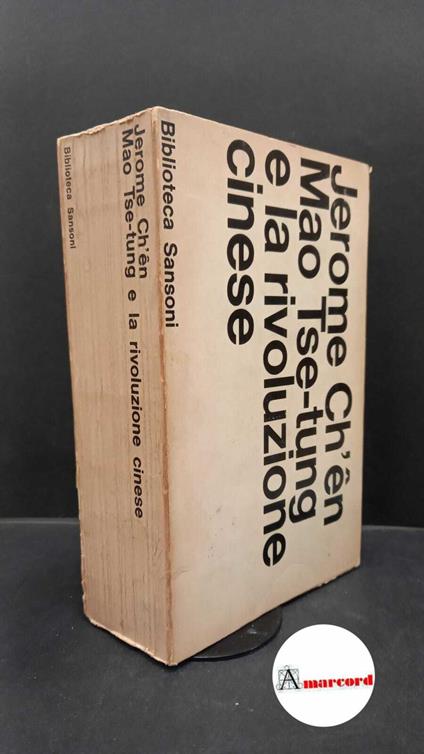 Jerome Ch'ên
Mao Tse-tung
e la rivoluzione
cinese
Biblioteca Sansoni
Jerome Ch'ên
Mao Tse-tung e la rivoluzione cinese
Biblioteca Sansoni
Amarcord